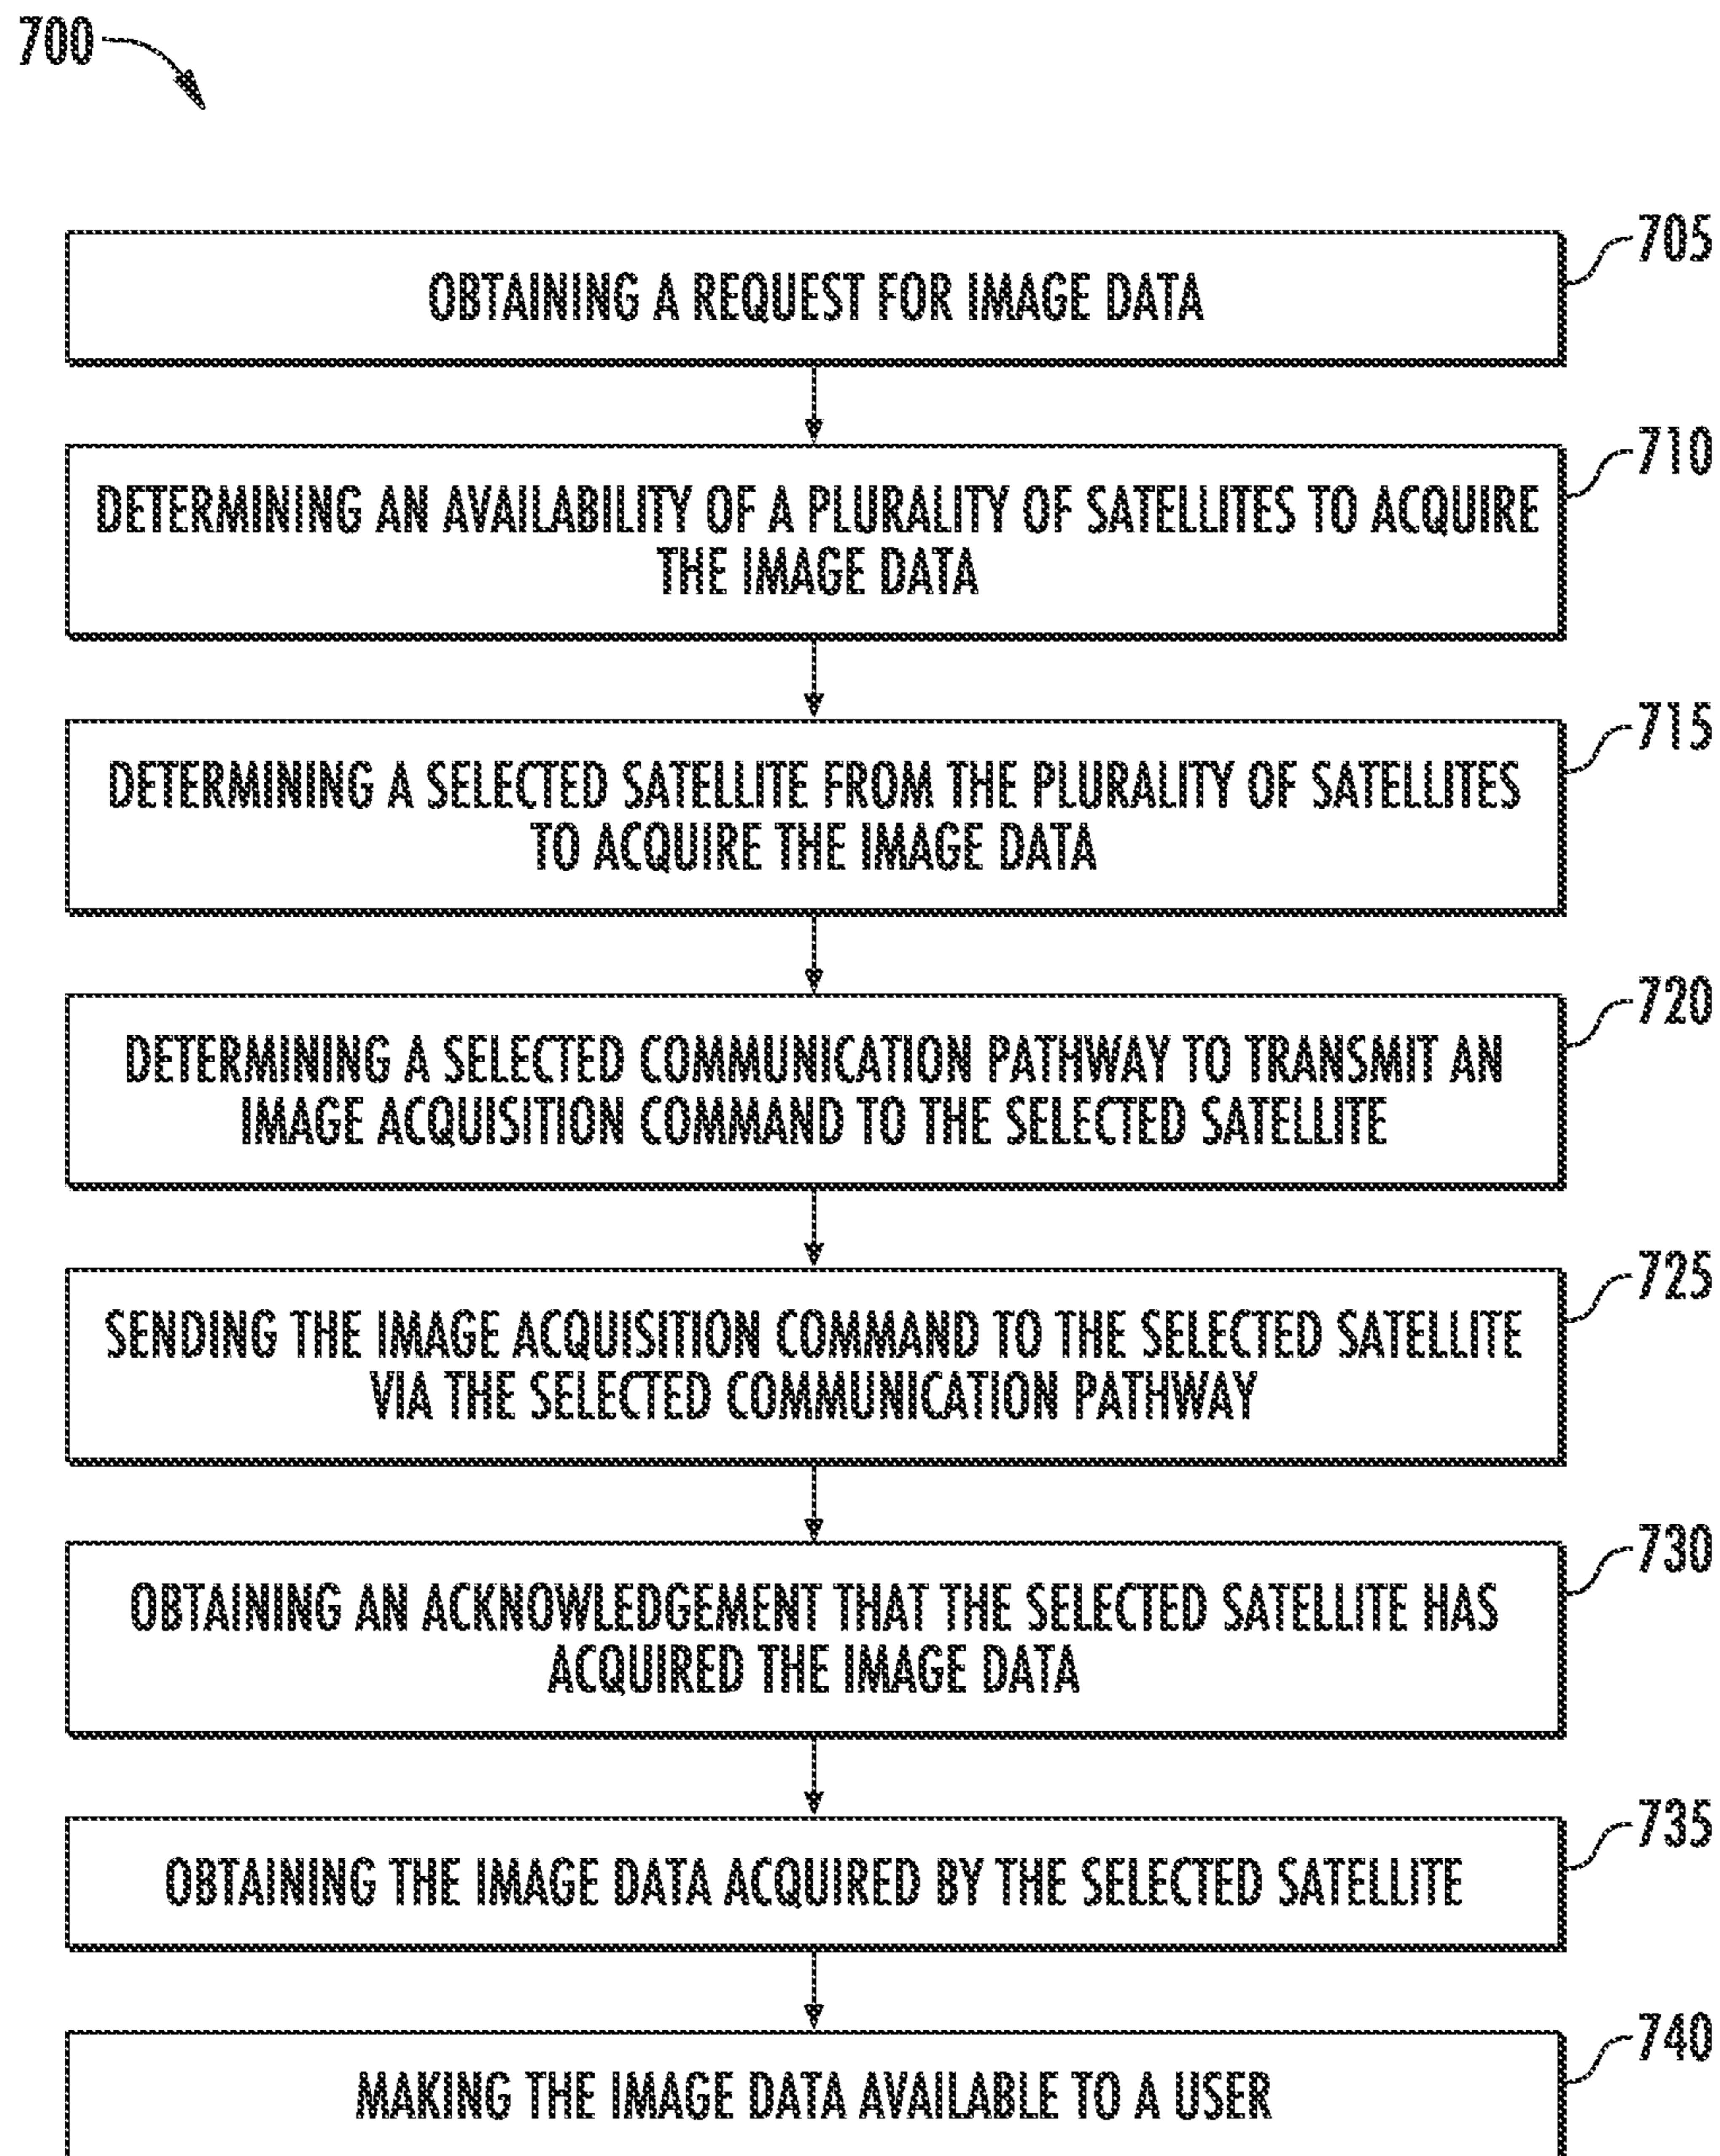 700
705
OBTAINING A REQUEST FOR IMAGE DATA
710
DETERMINING AN AVAILABILITY OF A PLURALITY OF SATELLITES TO ACQUIRE
THE IMAGE DATA
715
DETERMINING A SELECTED SATELLITE FROM THE PLURALITY OF SATELLITES
TO ACQUIRE THE IMAGE DATA
720
DETERMINING A SELECTED COMMUNICATION PATHWAY TO TRANSMIT AN
IMAGE ACQUISITION COMMAND TO THE SELECTED SATELLITE
725
SENDING THE IMAGE ACQUISITION COMMAND TO THE SELECTED SATELLITE
VIA THE SELECTED COMMUNICATION PATHWAY
730
OBTAINING AN ACKNOWLEDGEMENT THAT THE SELECTED SATELLITE HAS
ACQUIRED THE IMAGE DATA
735
OBTAINING THE IMAGE DATA ACQUIRED BY THE SELECTED SATELLITE
740
MAKING THE IMAGE DATA AVAILABLE TO A USER